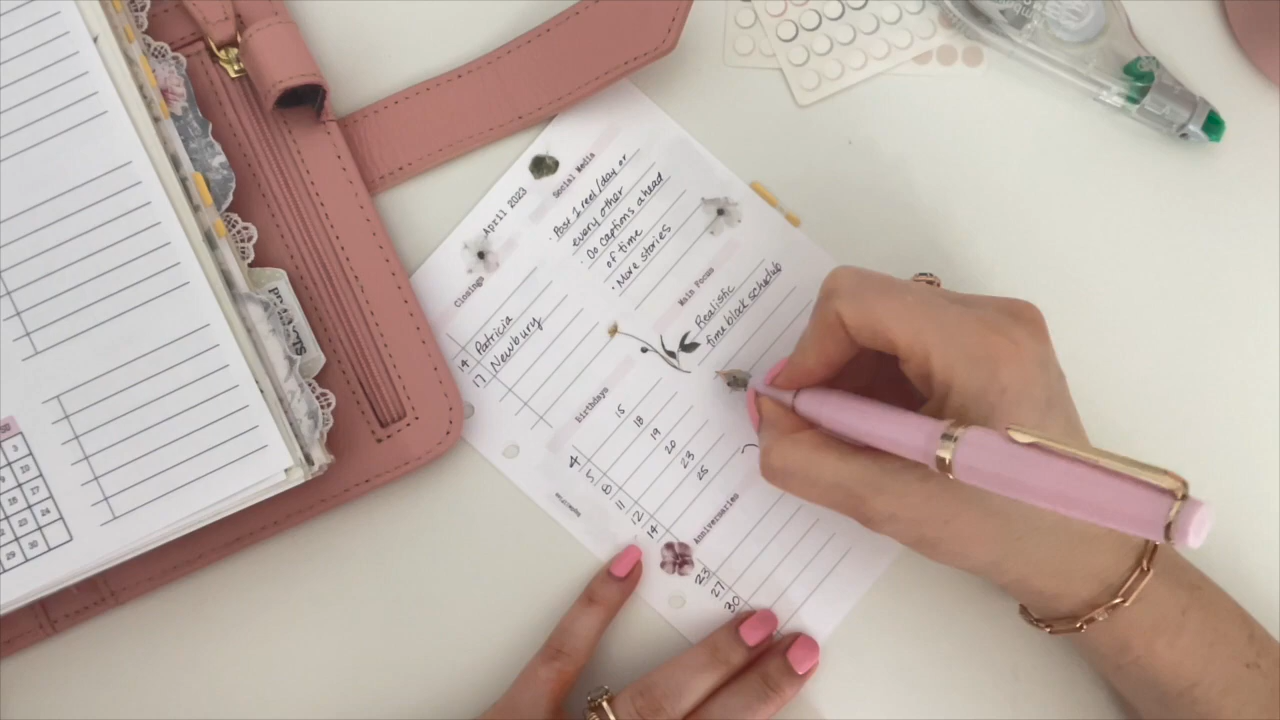 April 2023
Social Media
· Post 1 reel/day or
every other
· Do captions ahead
of time
· More stories
Closings
14 Patricia
17 Newbury
Main Focus
Realistic
time block schedule
Birthdays
4 15
5 18
8 19
11 20
12 23
14 25
Anniversaries
23
27
30